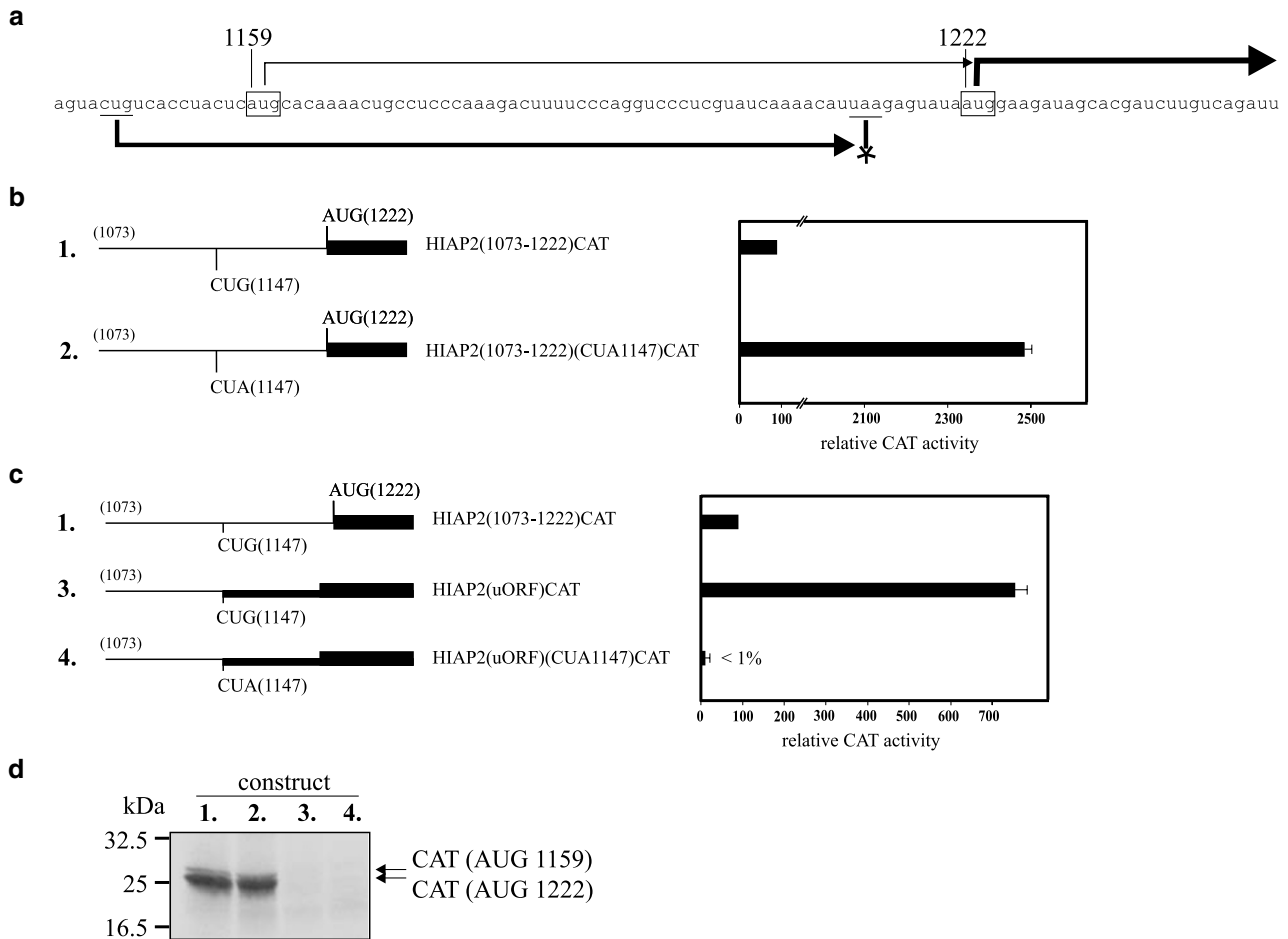 a
1159
1222
aguacugucaccuacucaugcacaaaacugccucccaaagacuuuucccaggucccucguaucaaaacauuaagaguauaauggaagauagcacgaucuugucagauu
b
1.
(1073)
AUG(1222)
CUG(1147)
HIAP2(1073-1222)CAT
2.
(1073)
AUG(1222)
CUA(1147)
HIAP2(1073-1222)(CUA1147)CAT
0 100 2100 2300 2500
relative CAT activity
c
1.
(1073)
AUG(1222)
CUG(1147)
HIAP2(1073-1222)CAT
3.
(1073)
CUG(1147)
HIAP2(uORF)CAT
4.
(1073)
CUA(1147)
HIAP2(uORF)(CUA1147)CAT
< 1%
0 100 200 300 400 500 600 700
relative CAT activity
d
construct
kDa
1. 2. 3. 4.
32.5
25
16.5
CAT (AUG 1159)
CAT (AUG 1222)